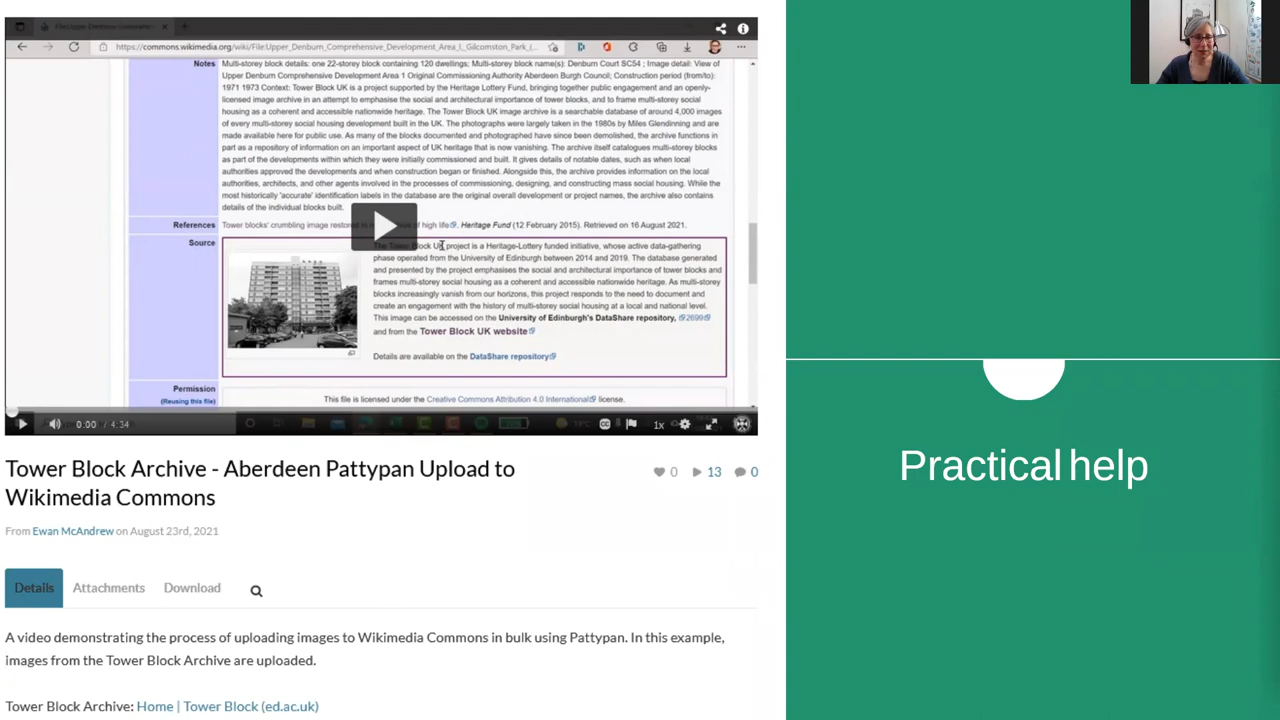 https://commons.wikimedia.org/wiki/File:Upper_Denburn_Comprehensive_Development_Area_I,_Gilcomston_Park_(...
Notes
Multi-storey block details: one 22-storey block containing 120 dwellings; Multi-storey block name(s): Denburn Court SC54 ; Image detail: View of
Upper Denburn Comprehensive Development Area 1 Original Commissioning Authority Aberdeen Burgh Council; Construction period (from/to):
1971 1973 Context: Tower Block UK is a project supported by the Heritage Lottery Fund, bringing together public engagement and an openly-
licensed image archive in an attempt to emphasise the social and architectural importance of tower blocks, and to frame multi-storey social
housing as a coherent and accessible nationwide heritage. The Tower Block UK image archive is a searchable database of around 4,000 images
of every multi-storey social housing development built in the UK. The photographs were largely taken in the 1980s by Miles Glendinning and are
made available here for public use. As many of the blocks documented and photographed have since been demolished, the archive functions in
part as a repository of information on an important aspect of UK heritage that is now vanishing. The archive itself catalogues multi-storey blocks
as part of the developments within which they were initially commissioned and built. It gives details of notable dates, such as when local
authorities approved the developments and when construction began or finished. Alongside this, the archive provides information on the local
authorities, architects, and other agents involved in the processes of commissioning, designing, and constructing mass social housing. While the
most historically 'accurate' identification labels in the database are the original overall development or project names, the archive also contains
details of the individual blocks built.
References
Tower blocks' crumbling image restored of high life, Heritage Fund (12 February 2015). Retrieved on 16 August 2021.
Source
The Tower Block UK project is a Heritage-Lottery funded initiative, whose active data-gathering
phase operated from the University of Edinburgh between 2014 and 2019. The database generated
and presented by the project emphasises the social and architectural importance of tower blocks and
frames multi-storey social housing as a coherent and accessible nationwide heritage. As multi-storey
blocks increasingly vanish from our horizons, this project responds to the need to document and
create an engagement with the history of multi-storey social housing at a local and national level.
This image can be accessed on the University of Edinburgh's DataShare repository, 2699
and from the Tower Block UK website
Details are available on the DataShare repository
Permission
(Reusing this file)
This file is licensed under the Creative Commons Attribution 4.0 International license.
0:00 / 4:34
1x
Tower Block Archive - Aberdeen Pattypan Upload to
Wikimedia Commons
0 13 0
From Ewan McAndrew on August 23rd, 2021
Details Attachments Download
A video demonstrating the process of uploading images to Wikimedia Commons in bulk using Pattypan. In this example,
images from the Tower Block Archive are uploaded.
Tower Block Archive: Home | Tower Block (ed.ac.uk)
Practical help